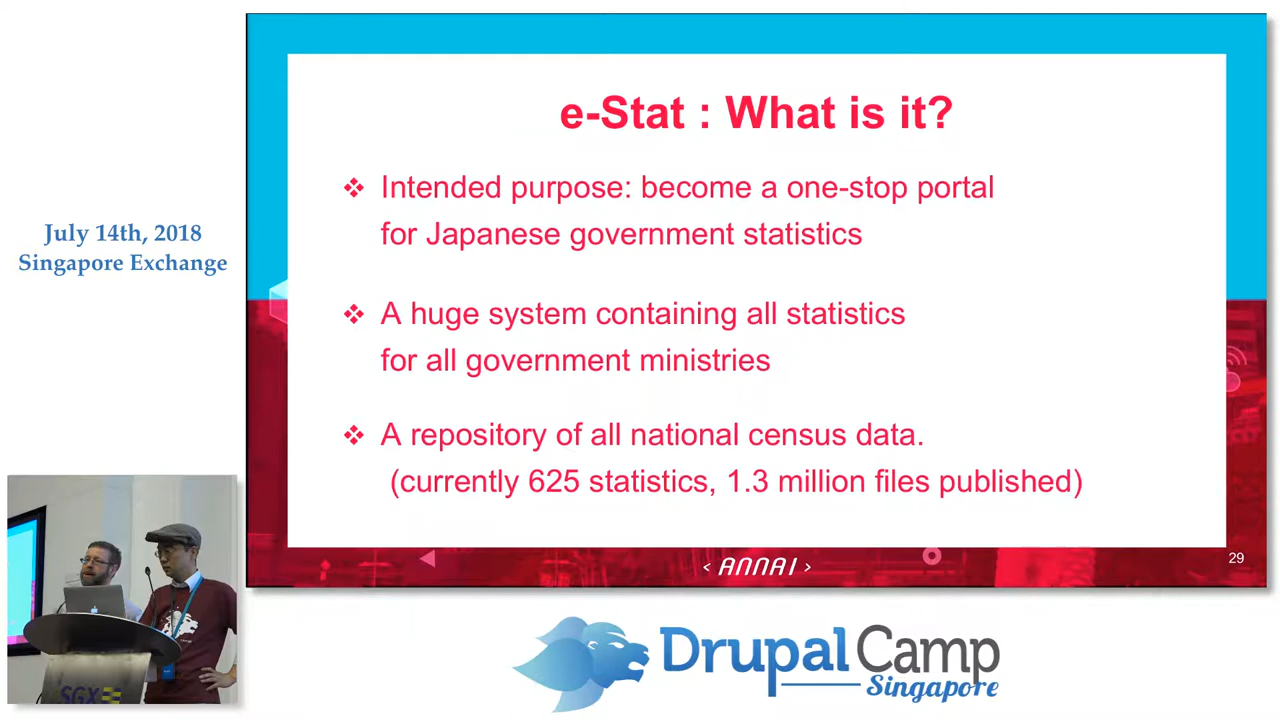 July 14th, 2018
Singapore Exchange
e-Stat : What is it?
❖ Intended purpose: become a one-stop portal
for Japanese government statistics
❖ A huge system containing all statistics
for all government ministries
❖ A repository of all national census data.
(currently 625 statistics, 1.3 million files published)
< ANNAI >
29
SGX
DrupalCamp
Singapore